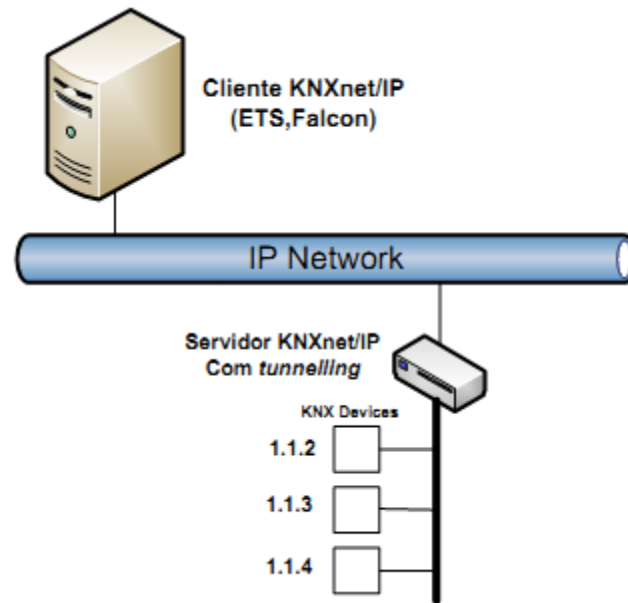 Cliente KNXnet/IP
(ETS,Falcon)
IP Network
Servidor KNXnet/IP
Com tunnelling
KNX Devices
1.1.2
1.1.3
1.1.4